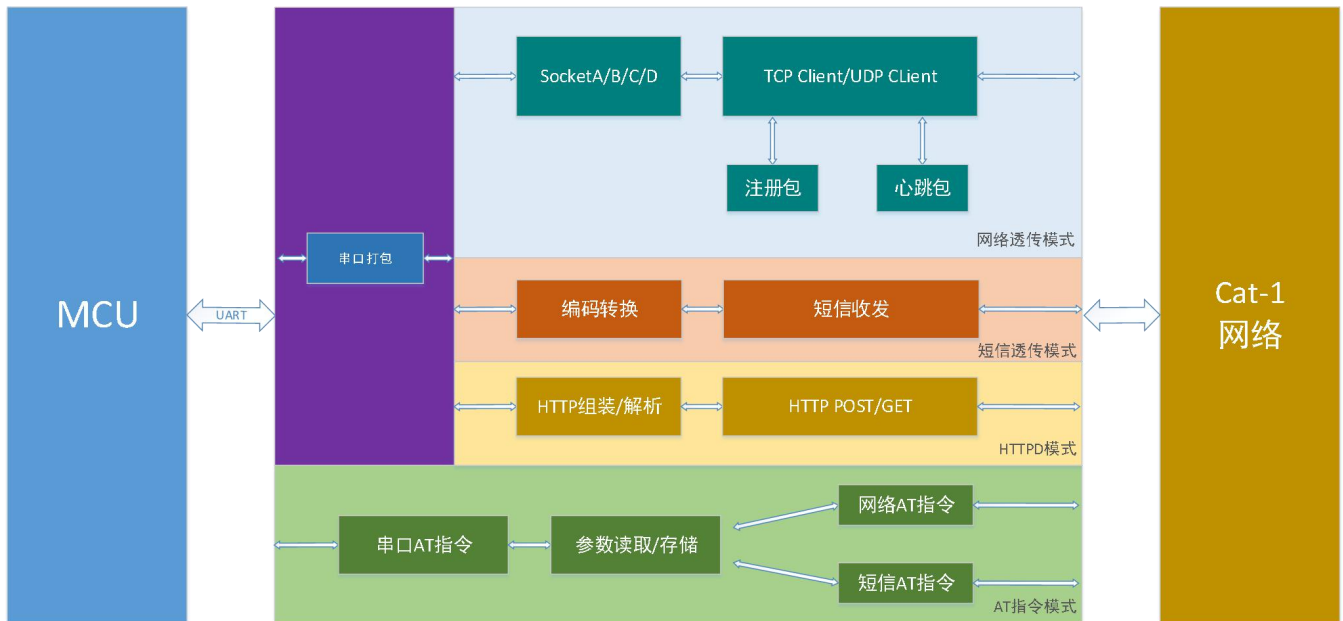 MCU
UART
串口打包
SocketA/B/C/D
TCP Client/UDP CLient
注册包
心跳包
网络透传模式
编码转换
短信收发
短信透传模式
HTTP组装/解析
HTTP POST/GET
HTTPD模式
串口AT指令
参数读取/存储
网络AT指令
短信AT指令
AT指令模式
Cat-1
网络